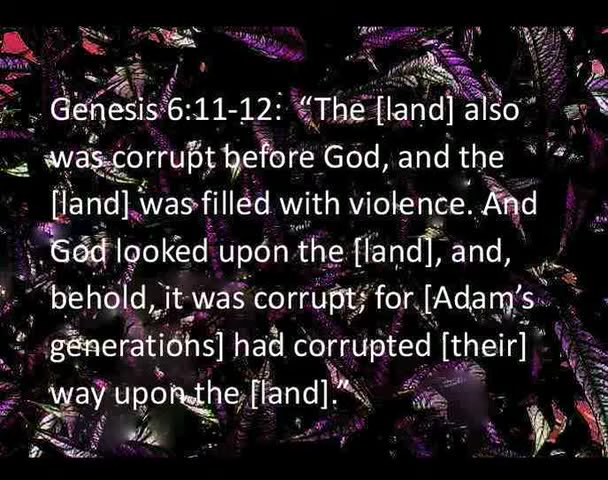 Genesis 6:11-12:  “The [land] also
was corrupt before God, and the
[land] was filled with violence. And
God looked upon the [land], and,
behold, it was corrupt; for [Adam’s
generations] had corrupted [their]
way upon the [land].”